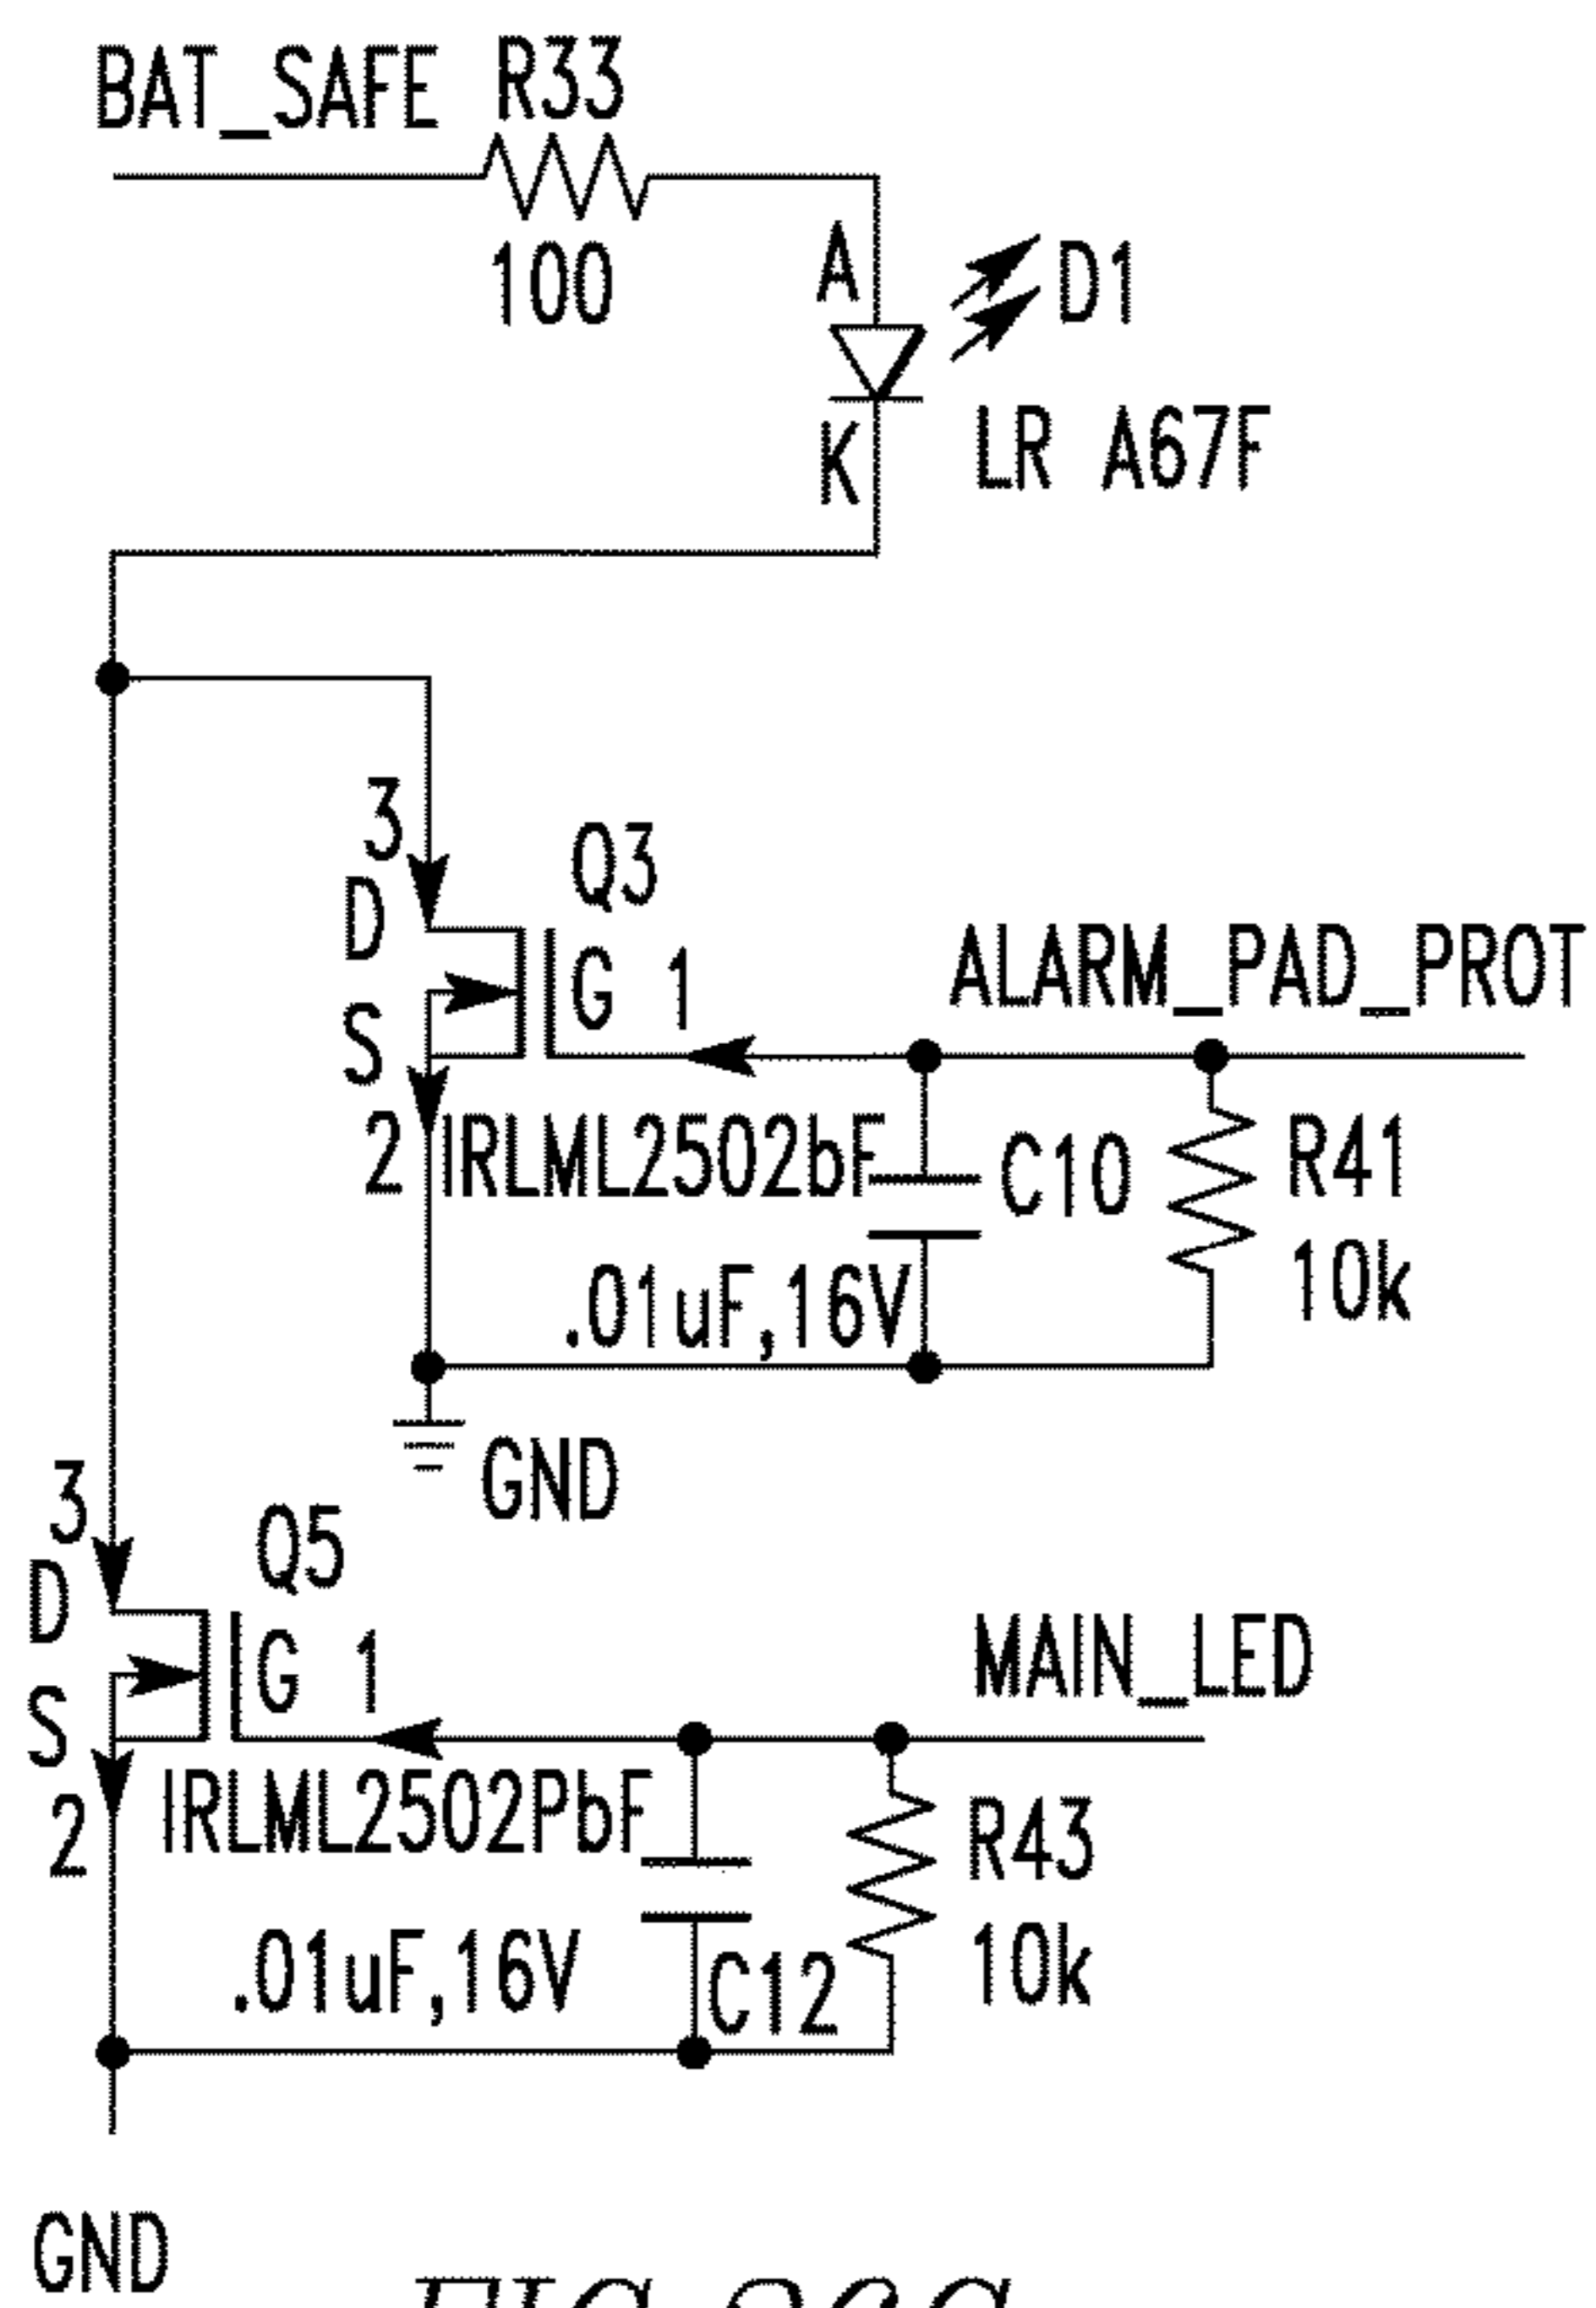 BAT_SAFE
R33
100
A
D1
K
LR A67F
3
D
Q3
G 1
S
2
ALARM_PAD_PROT
IRLML2502bF
C10
R41
.01uF,16V
10k
GND
3
D
Q5
G 1
S
2
MAIN_LED
IRLML2502PbF
R43
.01uF,16V
C12
10k
GND